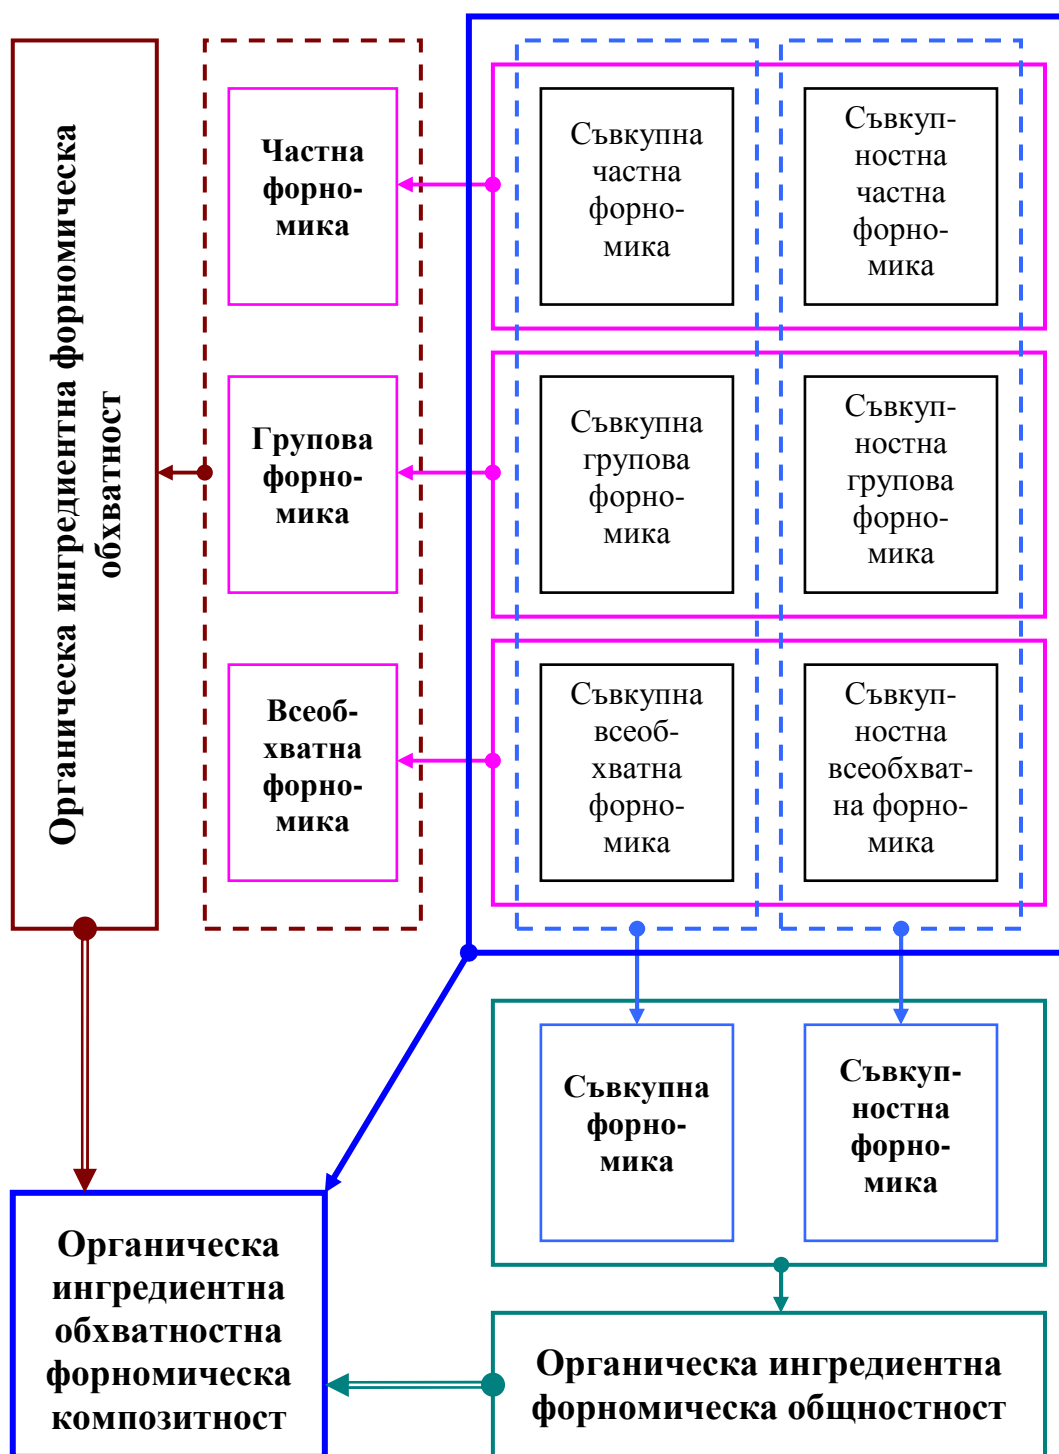 Органическа ингредиентна форномическа
обхватност
Частна
форно-
мика
Съвкупна
частна
форно-
мика
Съвкуп-
ностна
частна
форно-
мика
Групова
форно-
мика
Съвкупна
групова
форно-
мика
Съвкуп-
ностна
групова
форно-
мика
Всеоб-
хватна
форно-
мика
Съвкупна
всеоб-
хватна
форно-
мика
Съвкуп-
ностна
всеобхват-
на форно-
мика
Съвкупна
форно-
мика
Съвкуп-
ностна
форно-
мика
Органическа
ингредиентна
обхватностна
форномическа
композитност
Органическа ингредиентна
форномическа общностност